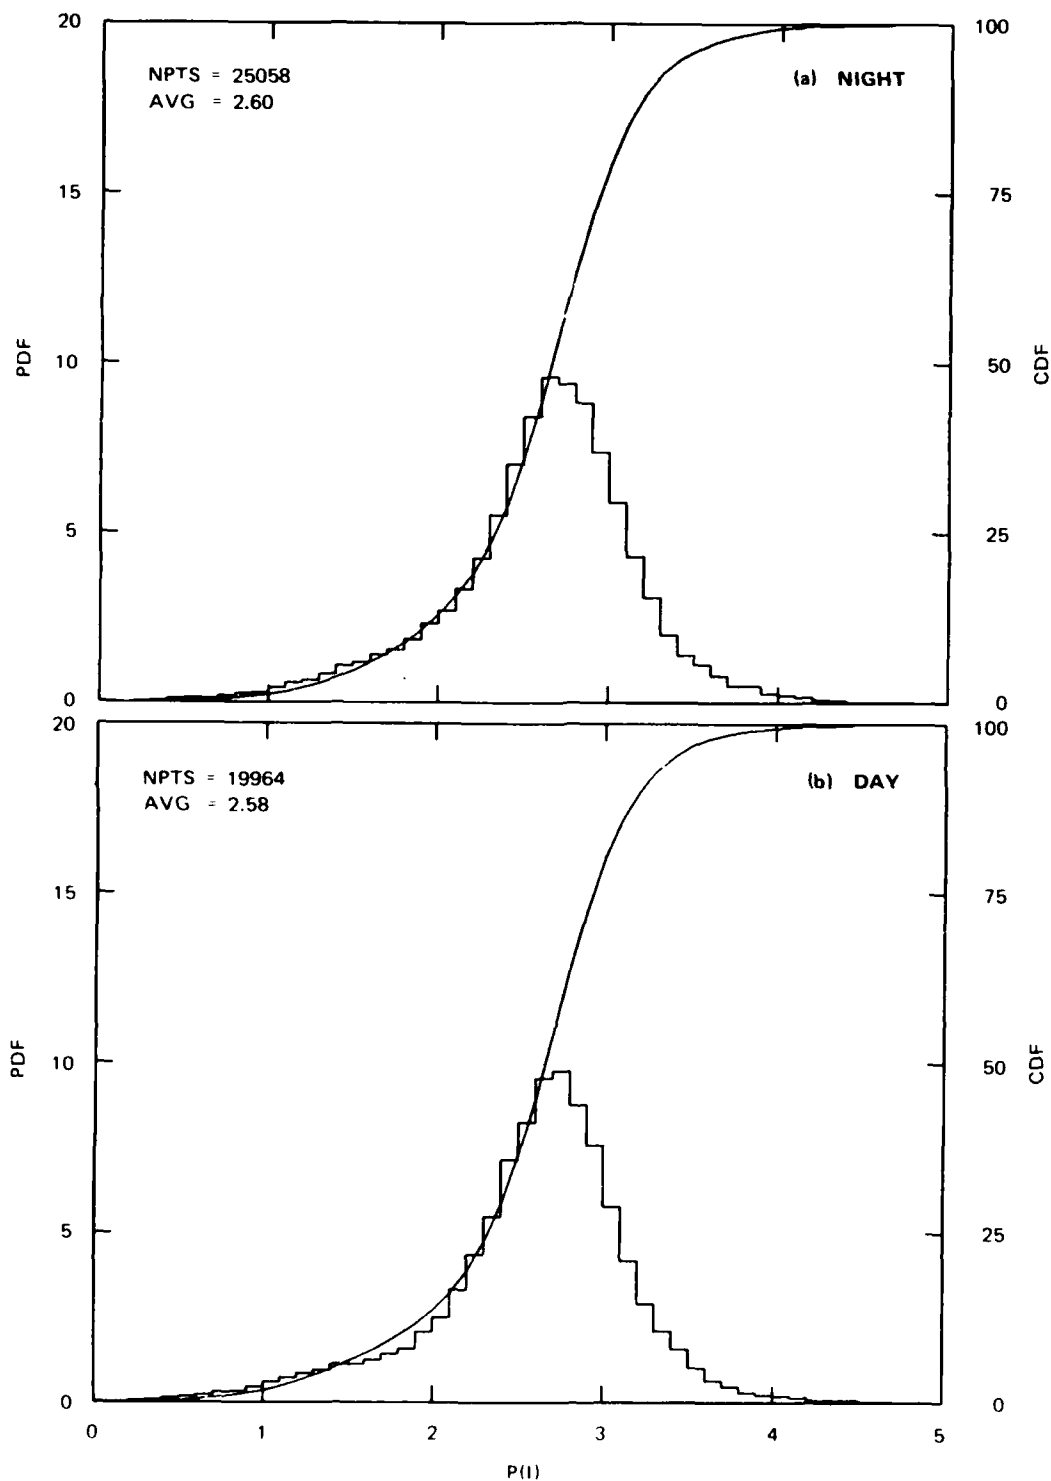 20
15
10
5
0
PDF
NPTS = 25058
AVG = 2.60
(a) NIGHT
100
75
50
25
0
CDF
20
15
10
5
0
PDF
NPTS = 19964
AVG = 2.58
(b) DAY
100
75
50
25
0
CDF
0 1 2 3 4 5
P(I)